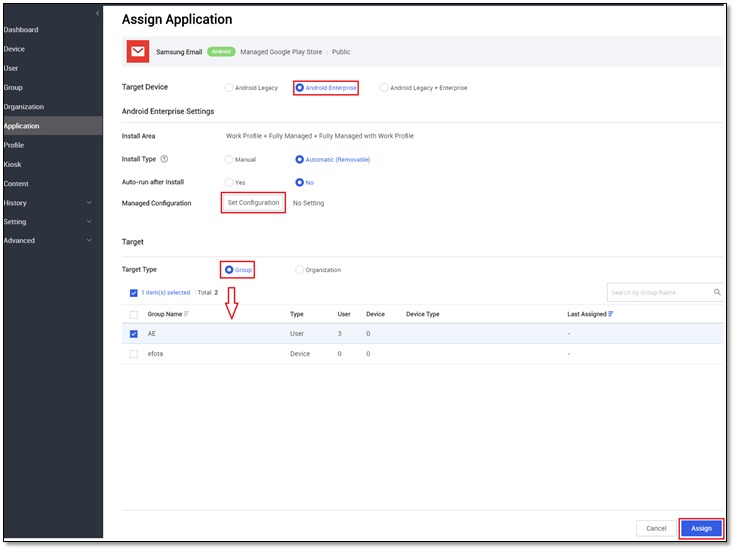 Assign Application
Dashboard
Device
User
Group
Organization
Application
Profile
Kiosk
Content
History
Setting
Advanced
Samsung Email Android Managed Google Play Store | Public
Target Device Android Legacy Android Enterprise Android Legacy + Enterprise
Android Enterprise Settings
Install Area Work Profile + Fully Managed + Fully Managed with Work Profile
Install Type ? Manual Automatic (Removable)
Auto-run after Install Yes No
Managed Configuration Set Configuration No Setting
Target
Target Type Group Organization
1 item(s) selected | Total: 2 Search by Group Name
Group Name Type User Device Device Type Last Assigned
AE User 3 0 -
efota Device 0 0 -
Cancel Assign